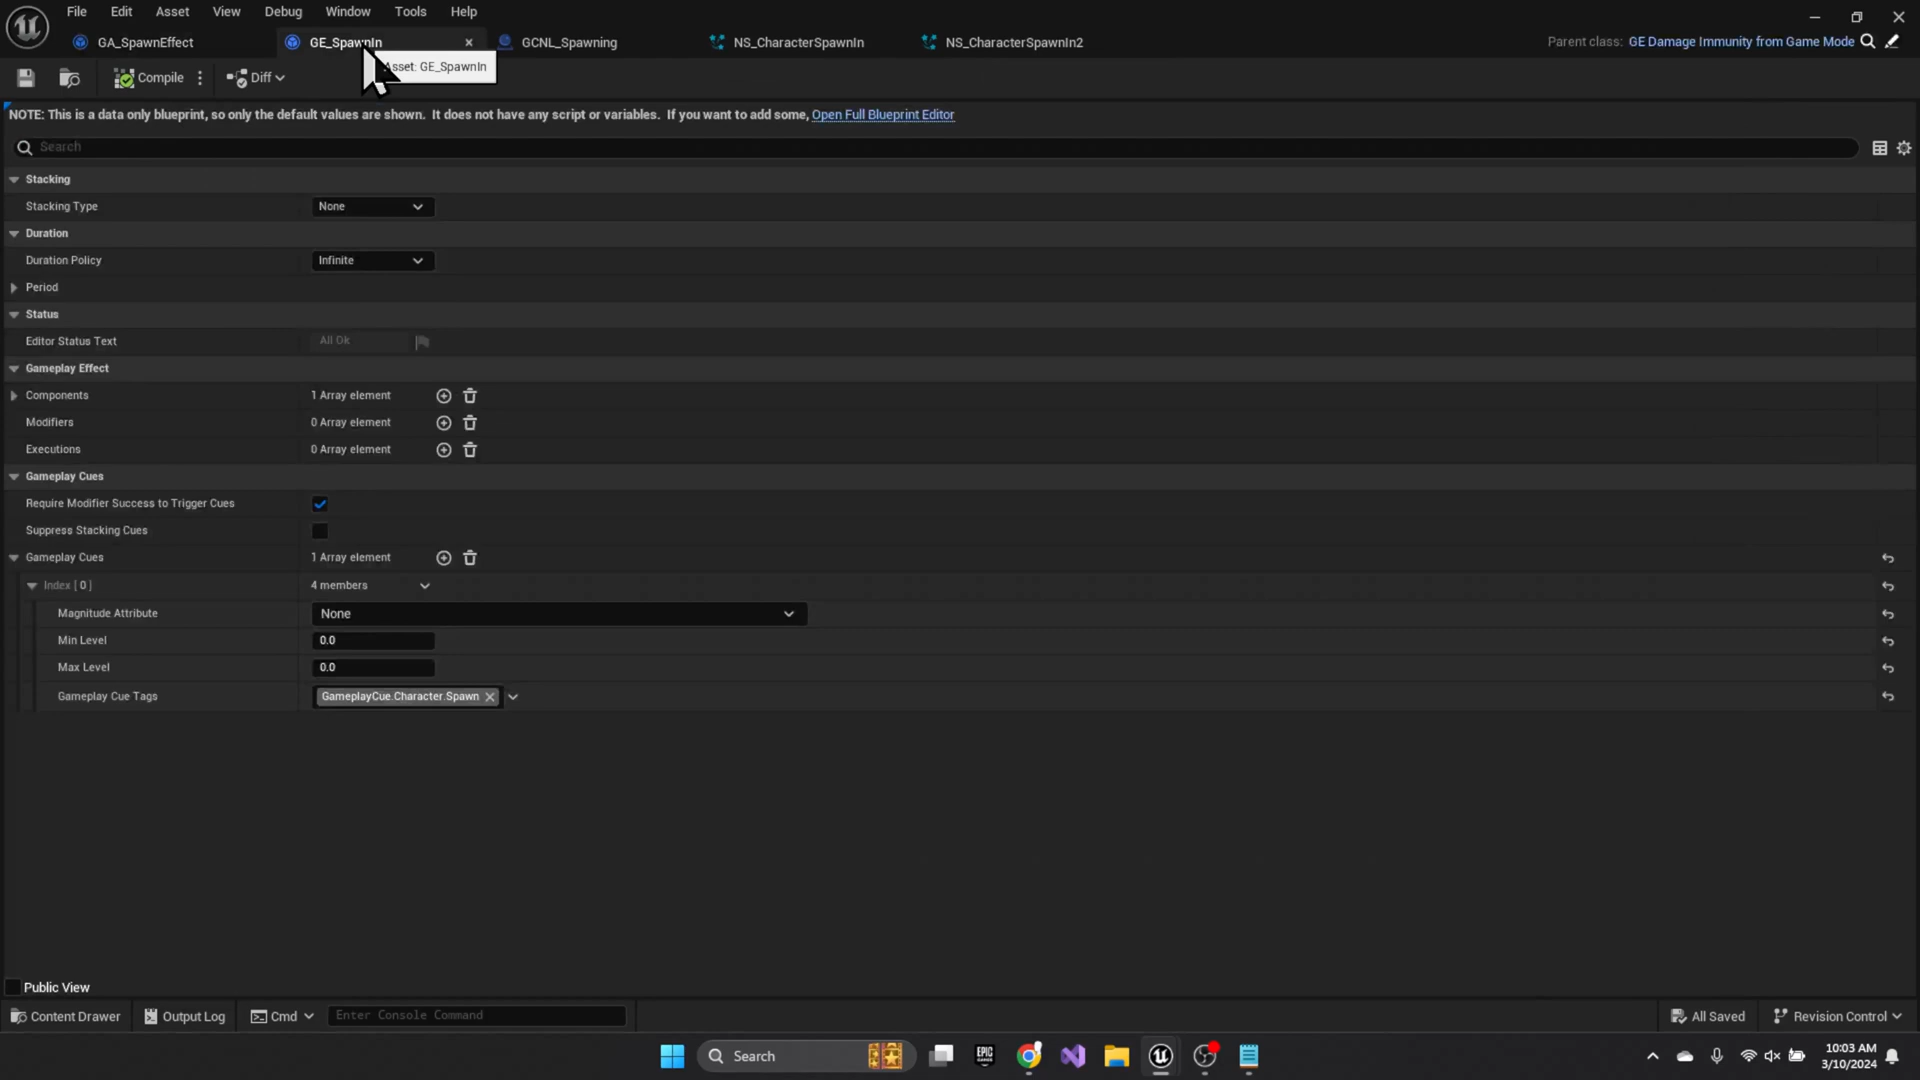 File Edit Asset View Debug Window Tools Help
GA_SpawnEffect GE_SpawnIn GCNL_Spawning NS_CharacterSpawnIn NS_CharacterSpawnIn2 Parent class: GE Damage Immunity from Game Mode
Asset: GE_SpawnIn
Compile Diff
NOTE: This is a data only blueprint, so only the default values are shown. It does not have any script or variables. If you want to add some, Open Full Blueprint Editor
Search
Stacking
Stacking Type None
Duration
Duration Policy Infinite
Period
Status
Editor Status Text All Ok
Gameplay Effect
Components 1 Array element
Modifiers 0 Array element
Executions 0 Array element
Gameplay Cues
Require Modifier Success to Trigger Cues
Suppress Stacking Cues
Gameplay Cues 1 Array element
Index [ 0 ] 4 members
Magnitude Attribute None
Min Level 0.0
Max Level 0.0
Gameplay Cue Tags GameplayCue.Character.Spawn
Public View
Content Drawer Output Log Cmd Enter Console Command All Saved Revision Control
Search EPIC GAMES 10:03 AM
3/10/2024